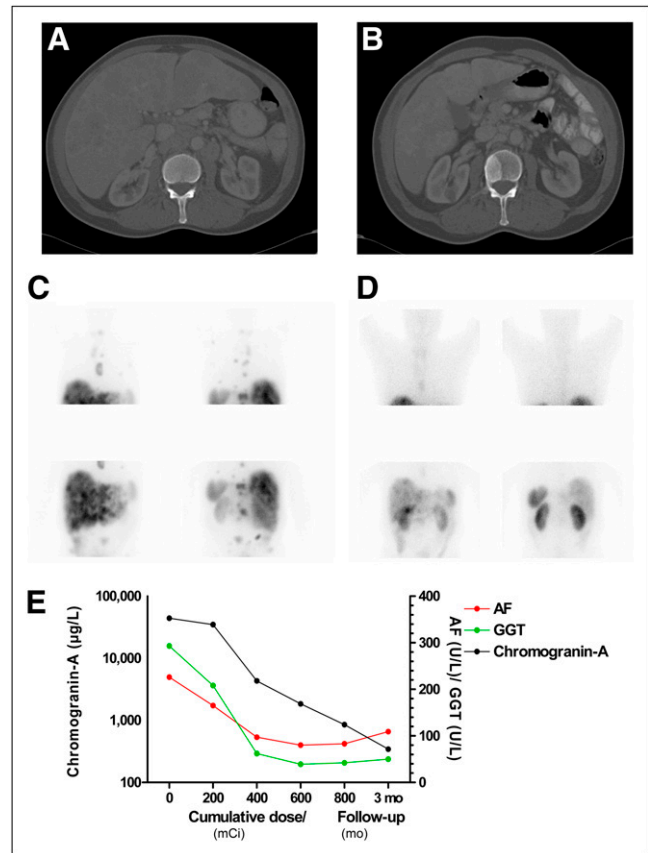 A
B
C
D
E
Chromogranin-A (µg/L)
100,000
10,000
1,000
100
400
300
200
100
0
AF (U/L)/ GGT (U/L)
AF
GGT
Chromogranin-A
0 200 400 600 800 3 mo
Cumulative dose/ Follow-up
(mCi) (mo)